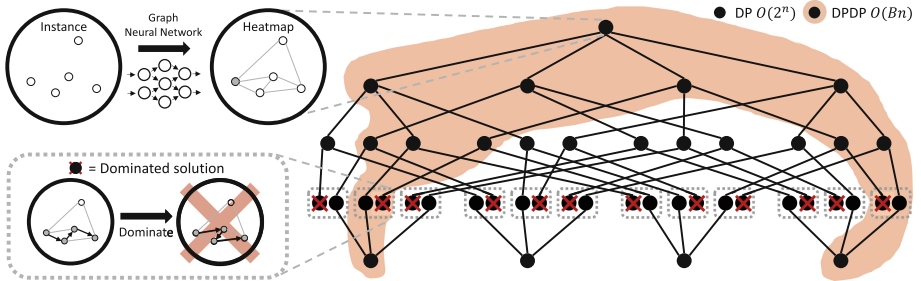 Instance
Graph
Neural Network
Heatmap
DP O(2ⁿ)
DPDP O(Bn)
= Dominated solution
Dominate